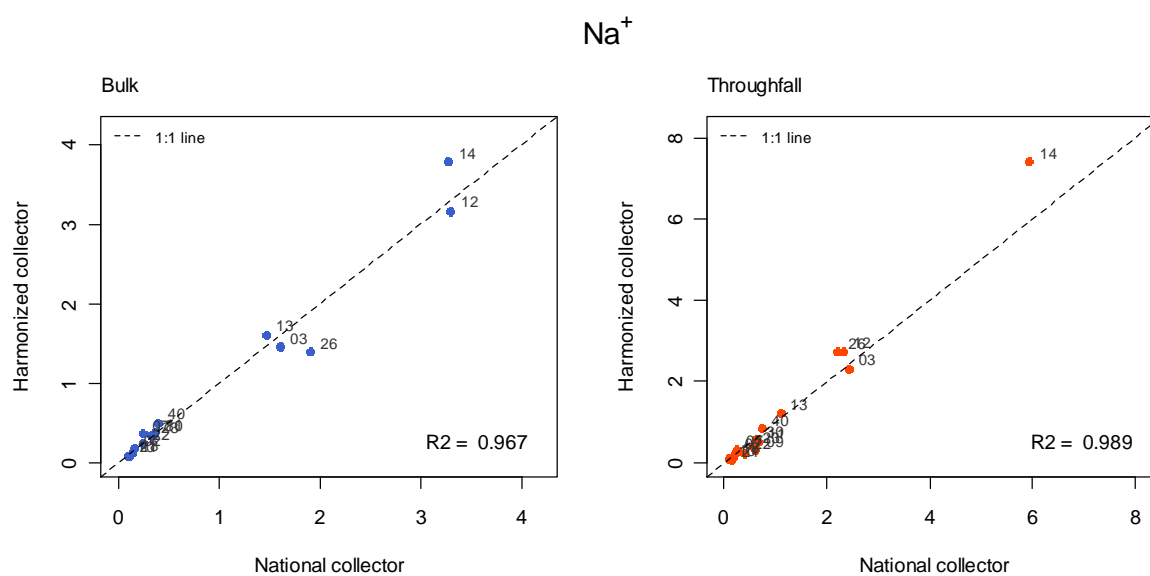 Na+
Bulk
1:1 line
14
12
13
03
26
40
R2 = 0.967
0 1 2 3 4
0 1 2 3 4
National collector
Harmonized collector
Throughfall
1:1 line
14
26
12
03
13
40
R2 = 0.989
0 2 4 6 8
0 2 4 6 8
National collector
Harmonized collector